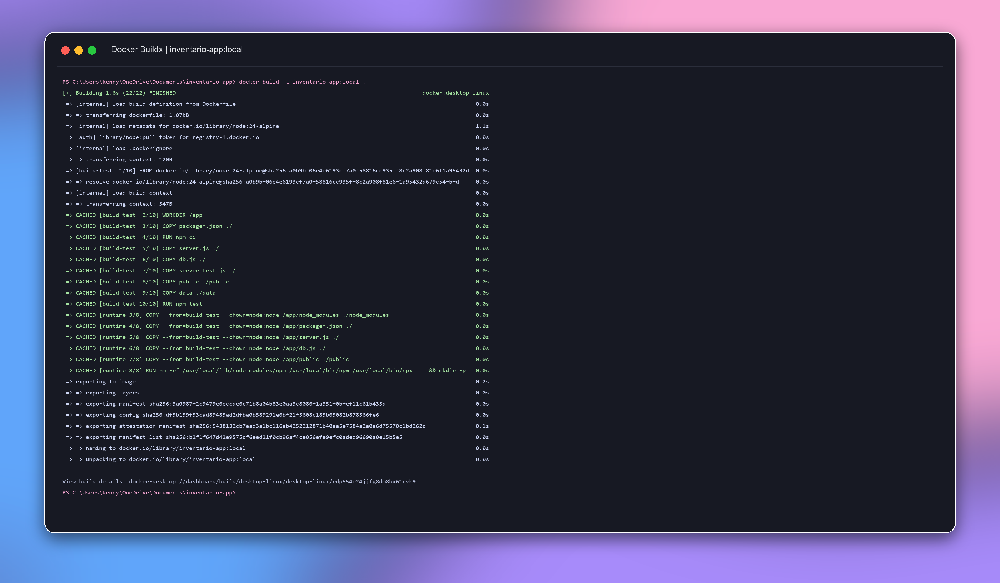 Docker Buildx | inventario-app:local
PS C:\Users\kenny\OneDrive\Documents\inventario-app> docker build -t inventario-app:local .
[+] Building 1.6s (22/22) FINISHED docker:desktop-linux
=> [internal] load build definition from Dockerfile 0.0s
=> => transferring dockerfile: 1.07kB 0.0s
=> [internal] load metadata for docker.io/library/node:24-alpine 1.1s
=> [auth] library/node:pull token for registry-1.docker.io 0.0s
=> [internal] load .dockerignore 0.0s
=> => transferring context: 120B 0.0s
=> [build-test  1/10] FROM docker.io/library/node:24-alpine@sha256:a0b9bf06e4e6193cf7a0f58816cc935ff8c2a908f81e6f1a95432d 0.0s
=> => resolve docker.io/library/node:24-alpine@sha256:a0b9bf06e4e6193cf7a0f58816cc935ff8c2a908f81e6f1a95432d679c54fbfd 0.0s
=> [internal] load build context 0.0s
=> => transferring context: 347B 0.0s
=> CACHED [build-test  2/10] WORKDIR /app 0.0s
=> CACHED [build-test  3/10] COPY package*.json ./ 0.0s
=> CACHED [build-test  4/10] RUN npm ci 0.0s
=> CACHED [build-test  5/10] COPY server.js ./ 0.0s
=> CACHED [build-test  6/10] COPY db.js ./ 0.0s
=> CACHED [build-test  7/10] COPY server.test.js ./ 0.0s
=> CACHED [build-test  8/10] COPY public ./public 0.0s
=> CACHED [build-test  9/10] COPY data ./data 0.0s
=> CACHED [build-test 10/10] RUN npm test 0.0s
=> CACHED [runtime 3/8] COPY --from=build-test --chown=node:node /app/node_modules ./node_modules 0.0s
=> CACHED [runtime 4/8] COPY --from=build-test --chown=node:node /app/package*.json ./ 0.0s
=> CACHED [runtime 5/8] COPY --from=build-test --chown=node:node /app/server.js ./ 0.0s
=> CACHED [runtime 6/8] COPY --from=build-test --chown=node:node /app/db.js ./ 0.0s
=> CACHED [runtime 7/8] COPY --from=build-test --chown=node:node /app/public ./public 0.0s
=> CACHED [runtime 8/8] RUN rm -rf /usr/local/lib/node_modules/npm /usr/local/bin/npm /usr/local/bin/npx     && mkdir -p 0.0s
=> exporting to image 0.2s
=> => exporting layers 0.0s
=> => exporting manifest sha256:3a0987f2c9479e6eccde6c71b8a04b83e0aa3c8086f1a351f0bfef11c61b433d 0.0s
=> => exporting config sha256:df5b159f53cad89485ad2dfba0b589291e6bf21f5608c185b65082b878566fe6 0.0s
=> => exporting attestation manifest sha256:5438132cb7ead3a1bc116ab4252212871b40aa5e7584a2a0a6d75570c1bd262c 0.1s
=> => exporting manifest list sha256:b2f1f647d42e9575cf6eed21f0cb96af4ce056efe9efc0aded96690a0e15b5e5 0.0s
=> => naming to docker.io/library/inventario-app:local 0.0s
=> => unpacking to docker.io/library/inventario-app:local 0.0s
View build details: docker-desktop://dashboard/build/desktop-linux/desktop-linux/rdp554e24jjfg8dm8bx61cvk9
PS C:\Users\kenny\OneDrive\Documents\inventario-app>